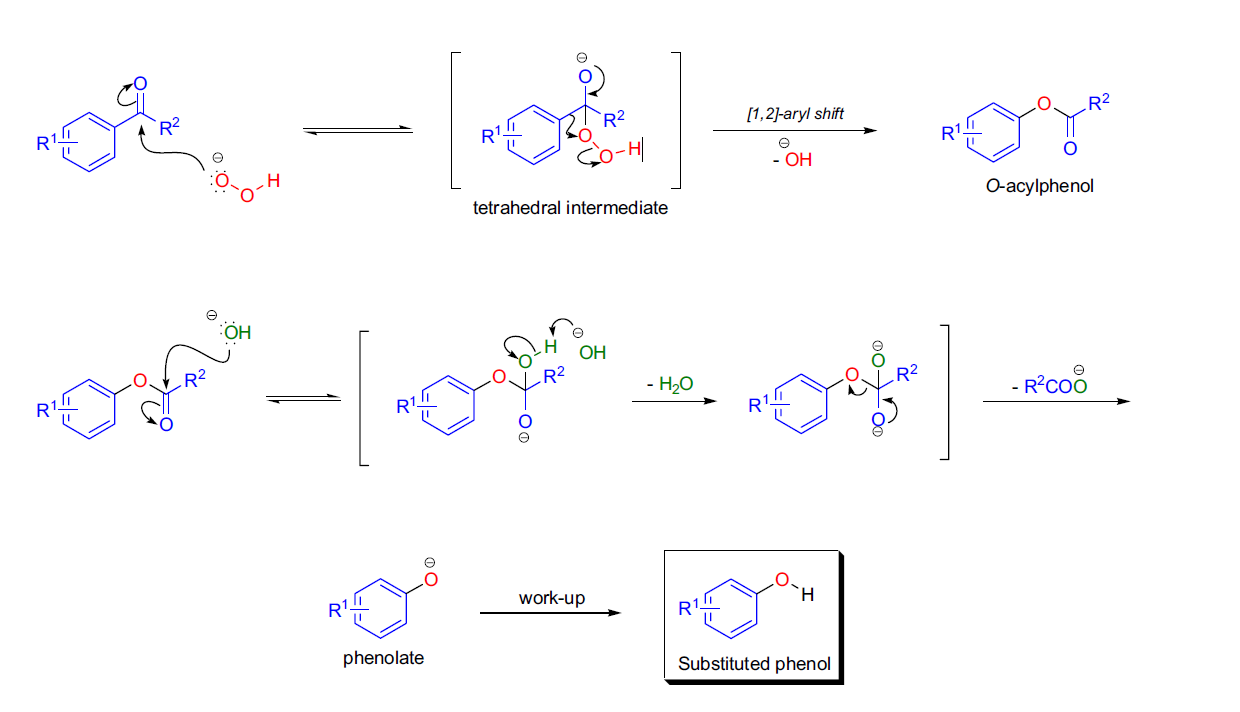 O
R¹
R²
⊖
O
O
H
⊖
O
R¹
R²
O
O
H
tetrahedral intermediate
[1,2]-aryl shift
⊖
- OH
R¹
O
R²
O
O-acylphenol
R¹
O
R²
O
⊖
OH
R¹
O
O
H
R²
O
⊖
⊖
OH
- H₂O
R¹
O
⊖
O
R²
O
⊖
⊖
- R²COO
R¹
⊖
O
phenolate
work-up
R¹
O
H
Substituted phenol